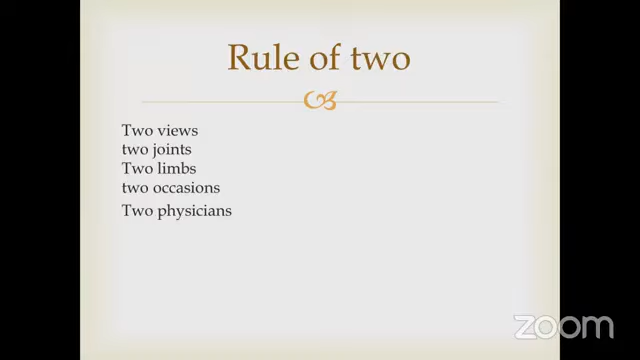 Rule of two
Two views
two joints
Two limbs
two occasions
Two physicians
zoom